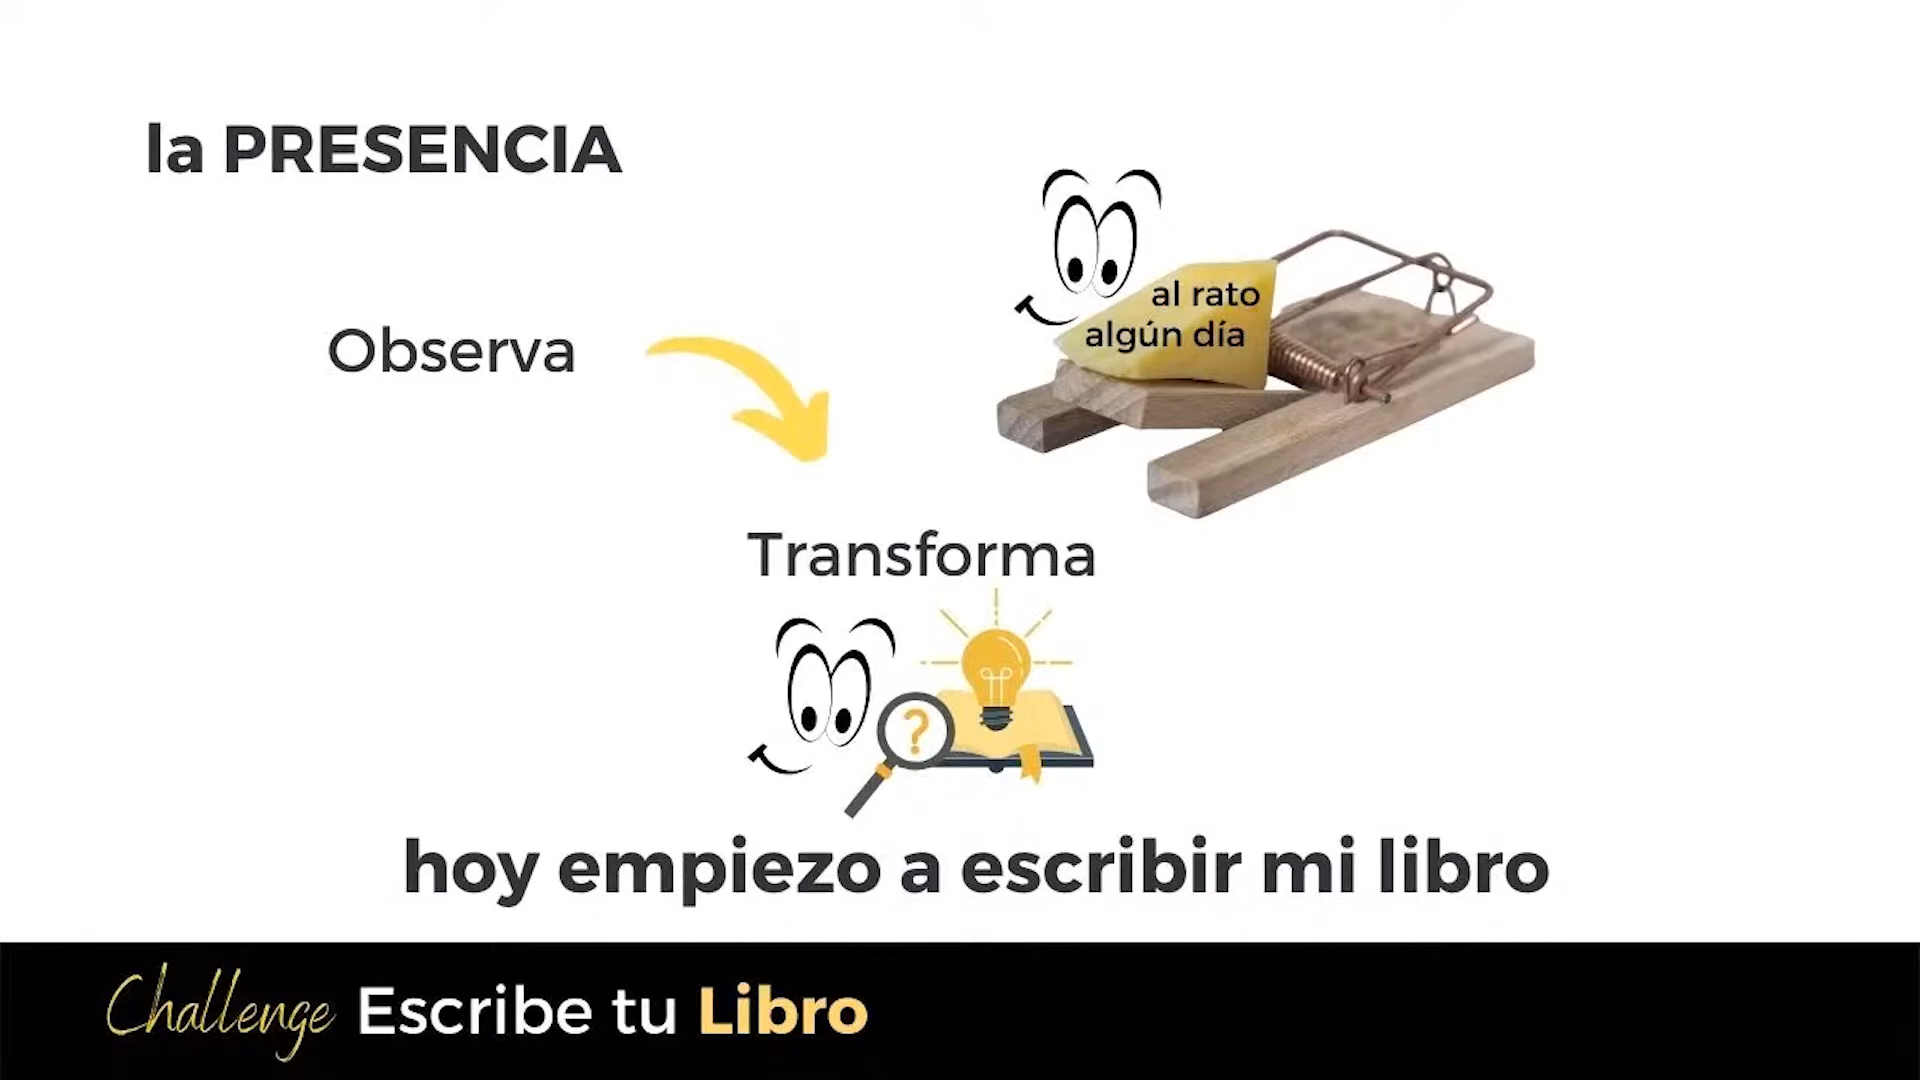 la PRESENCIA
al rato
algún día
Observa
Transforma
?
hoy empiezo a escribir mi libro
Challenge Escribe tu Libro